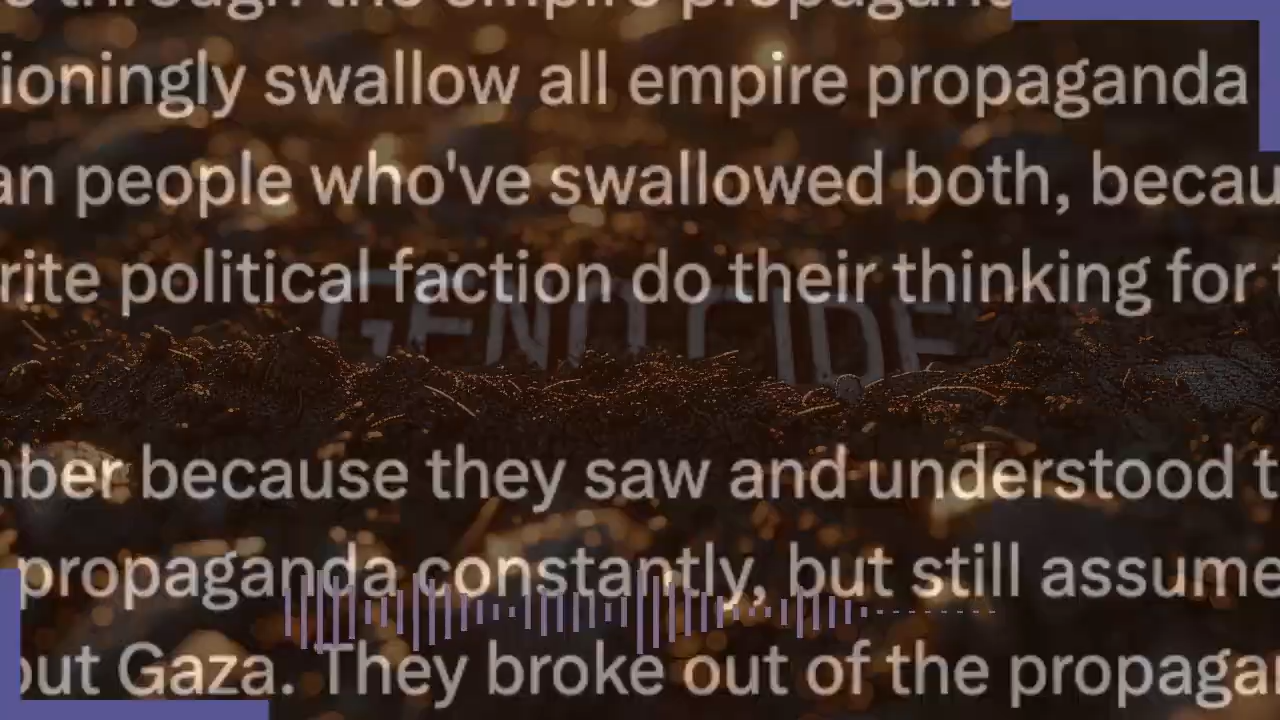 through the empire
ioningly swallow all empire propaganda
an people who've swallowed both, becau
rite political faction do their thinking for
GENOCIDE
nber because they saw and understood t
propaganda constantly, but still assume
out Gaza. They broke out of the propagan